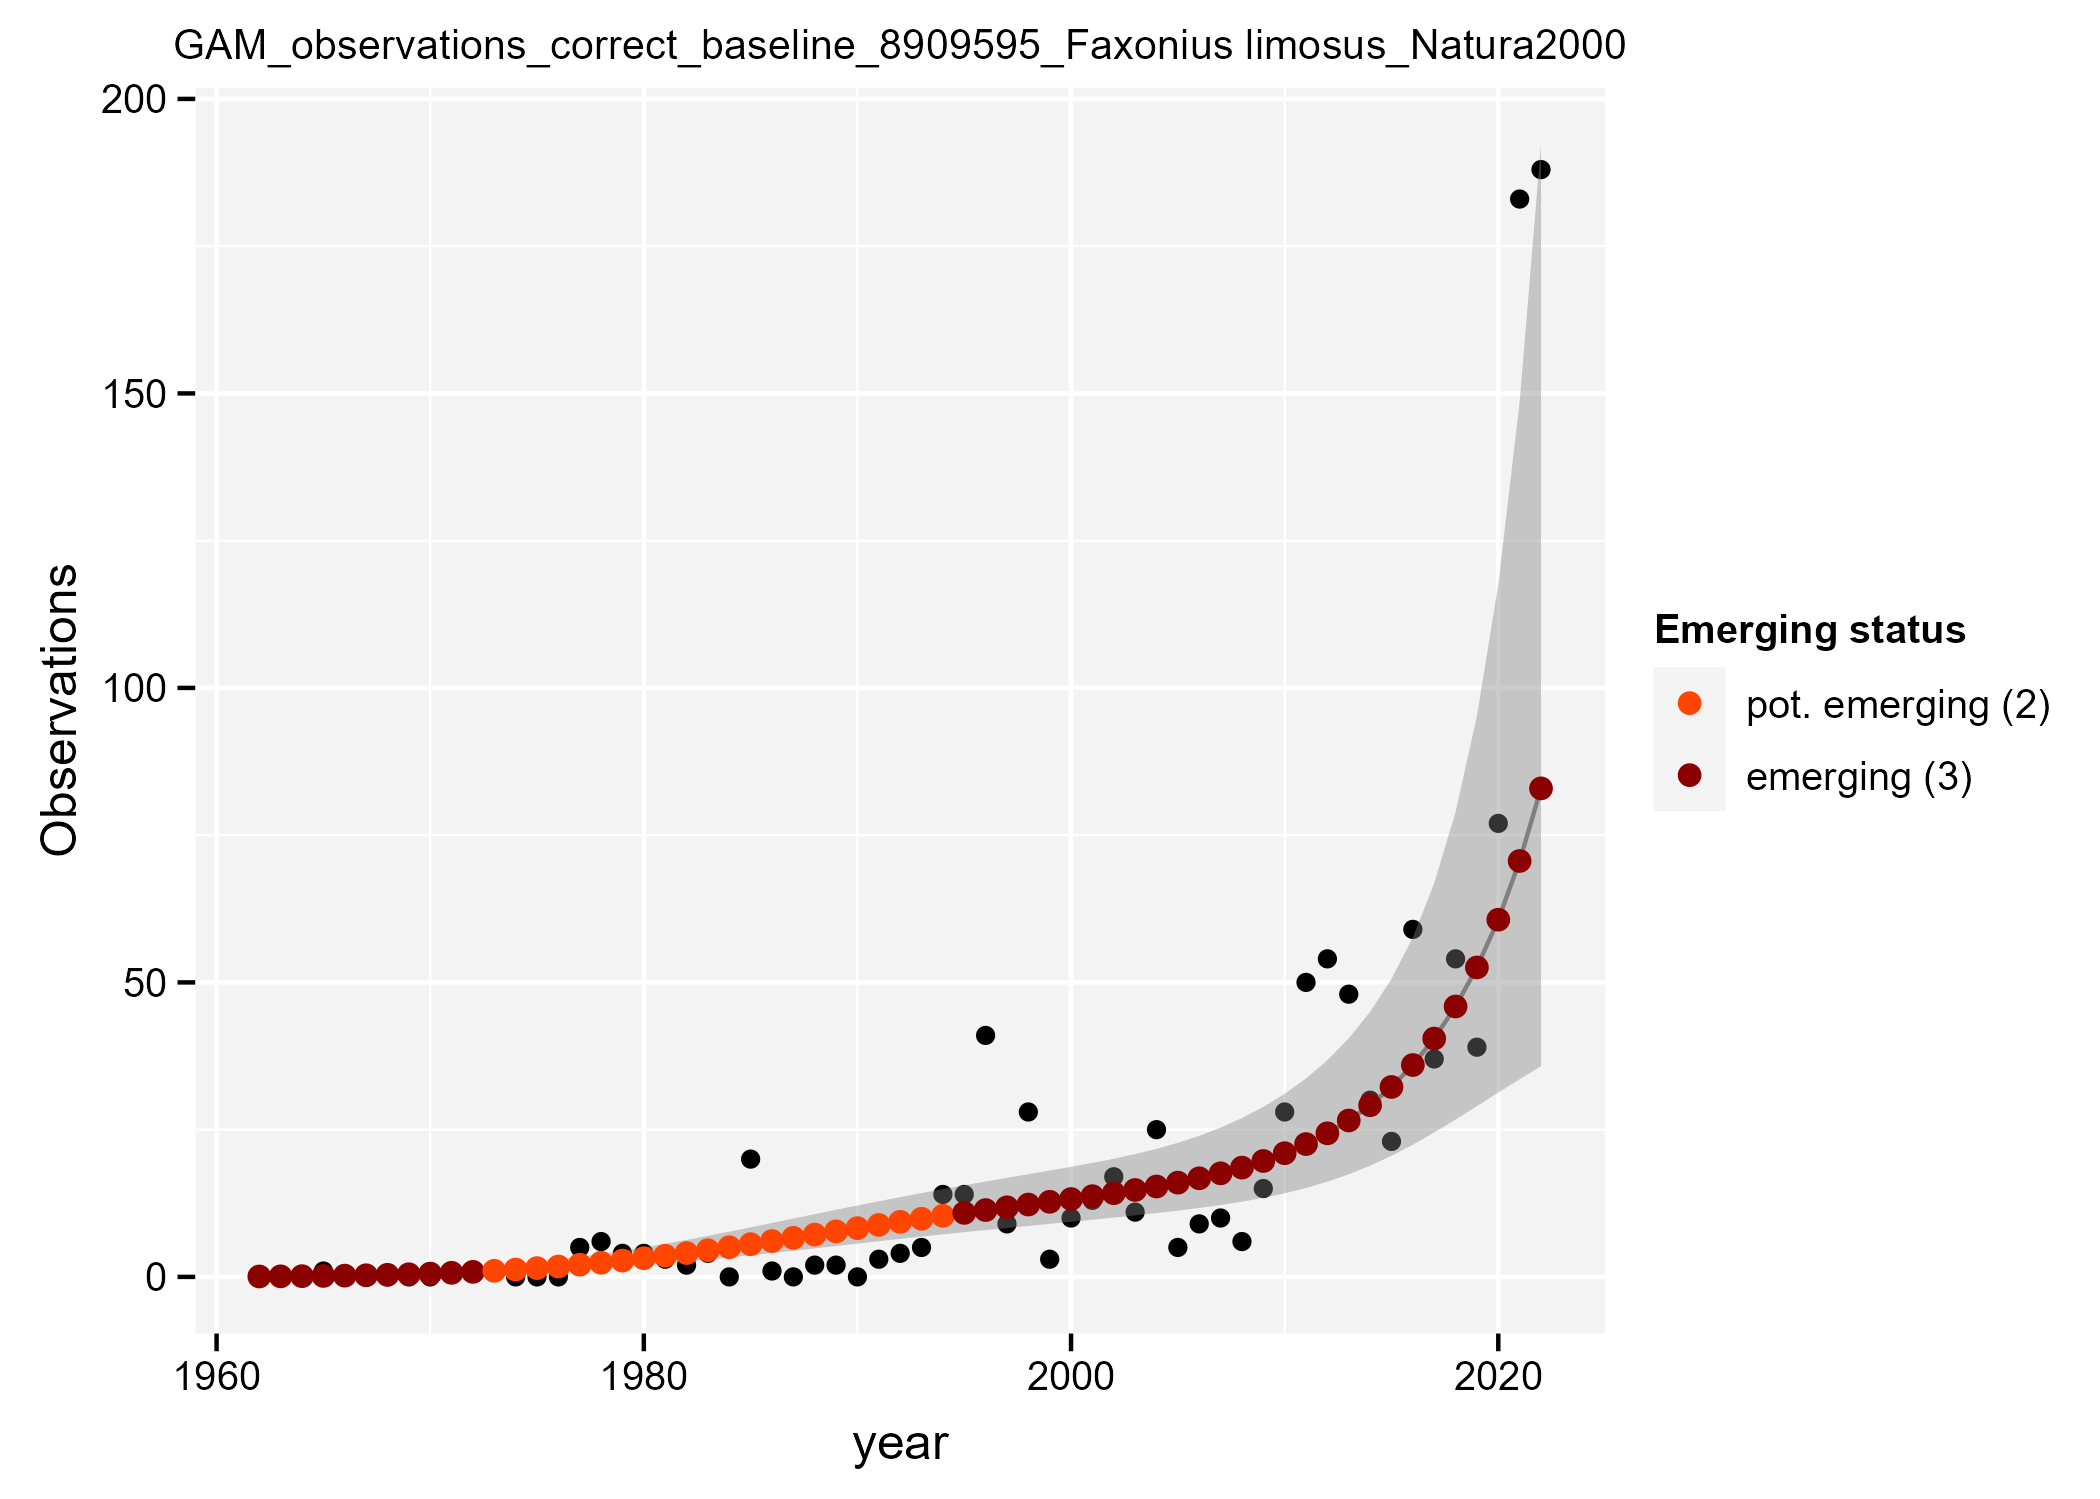 GAM_observations_correct_baseline_8909595_Faxonius limosus_Natura2000
200
150
100
50
0
Observations
1960
1980
2000
2020
year
Emerging status
pot. emerging (2)
emerging (3)